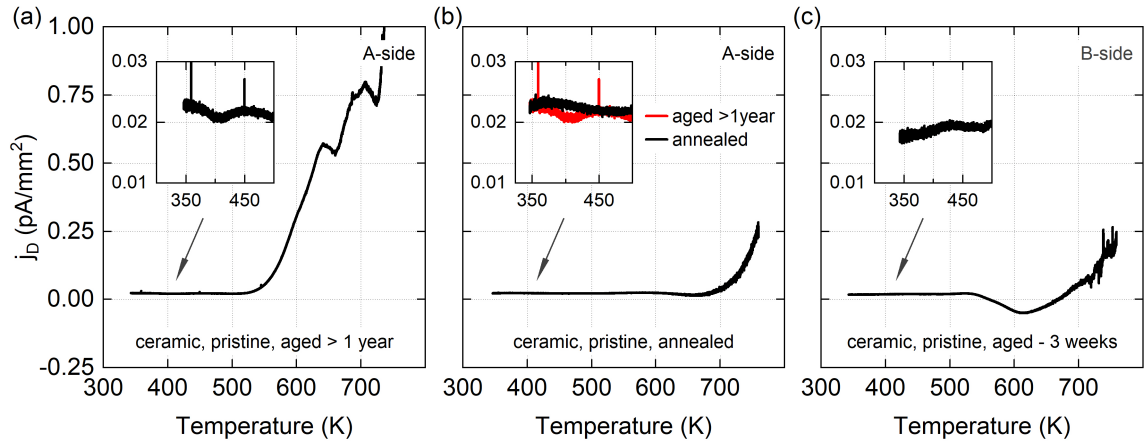 (a)
A-side
1.00
0.75
0.50
0.25
0.00
-0.25
j_D (pA/mm²)
0.03
0.02
0.01
350 450
ceramic, pristine, aged > 1 year
300 400 500 600 700
Temperature (K)
(b)
A-side
0.03
0.02
0.01
350 450
aged >1year
annealed
ceramic, pristine, annealed
300 400 500 600 700
Temperature (K)
(c)
B-side
0.03
0.02
0.01
350 450
ceramic, pristine, aged - 3 weeks
300 400 500 600 700
Temperature (K)